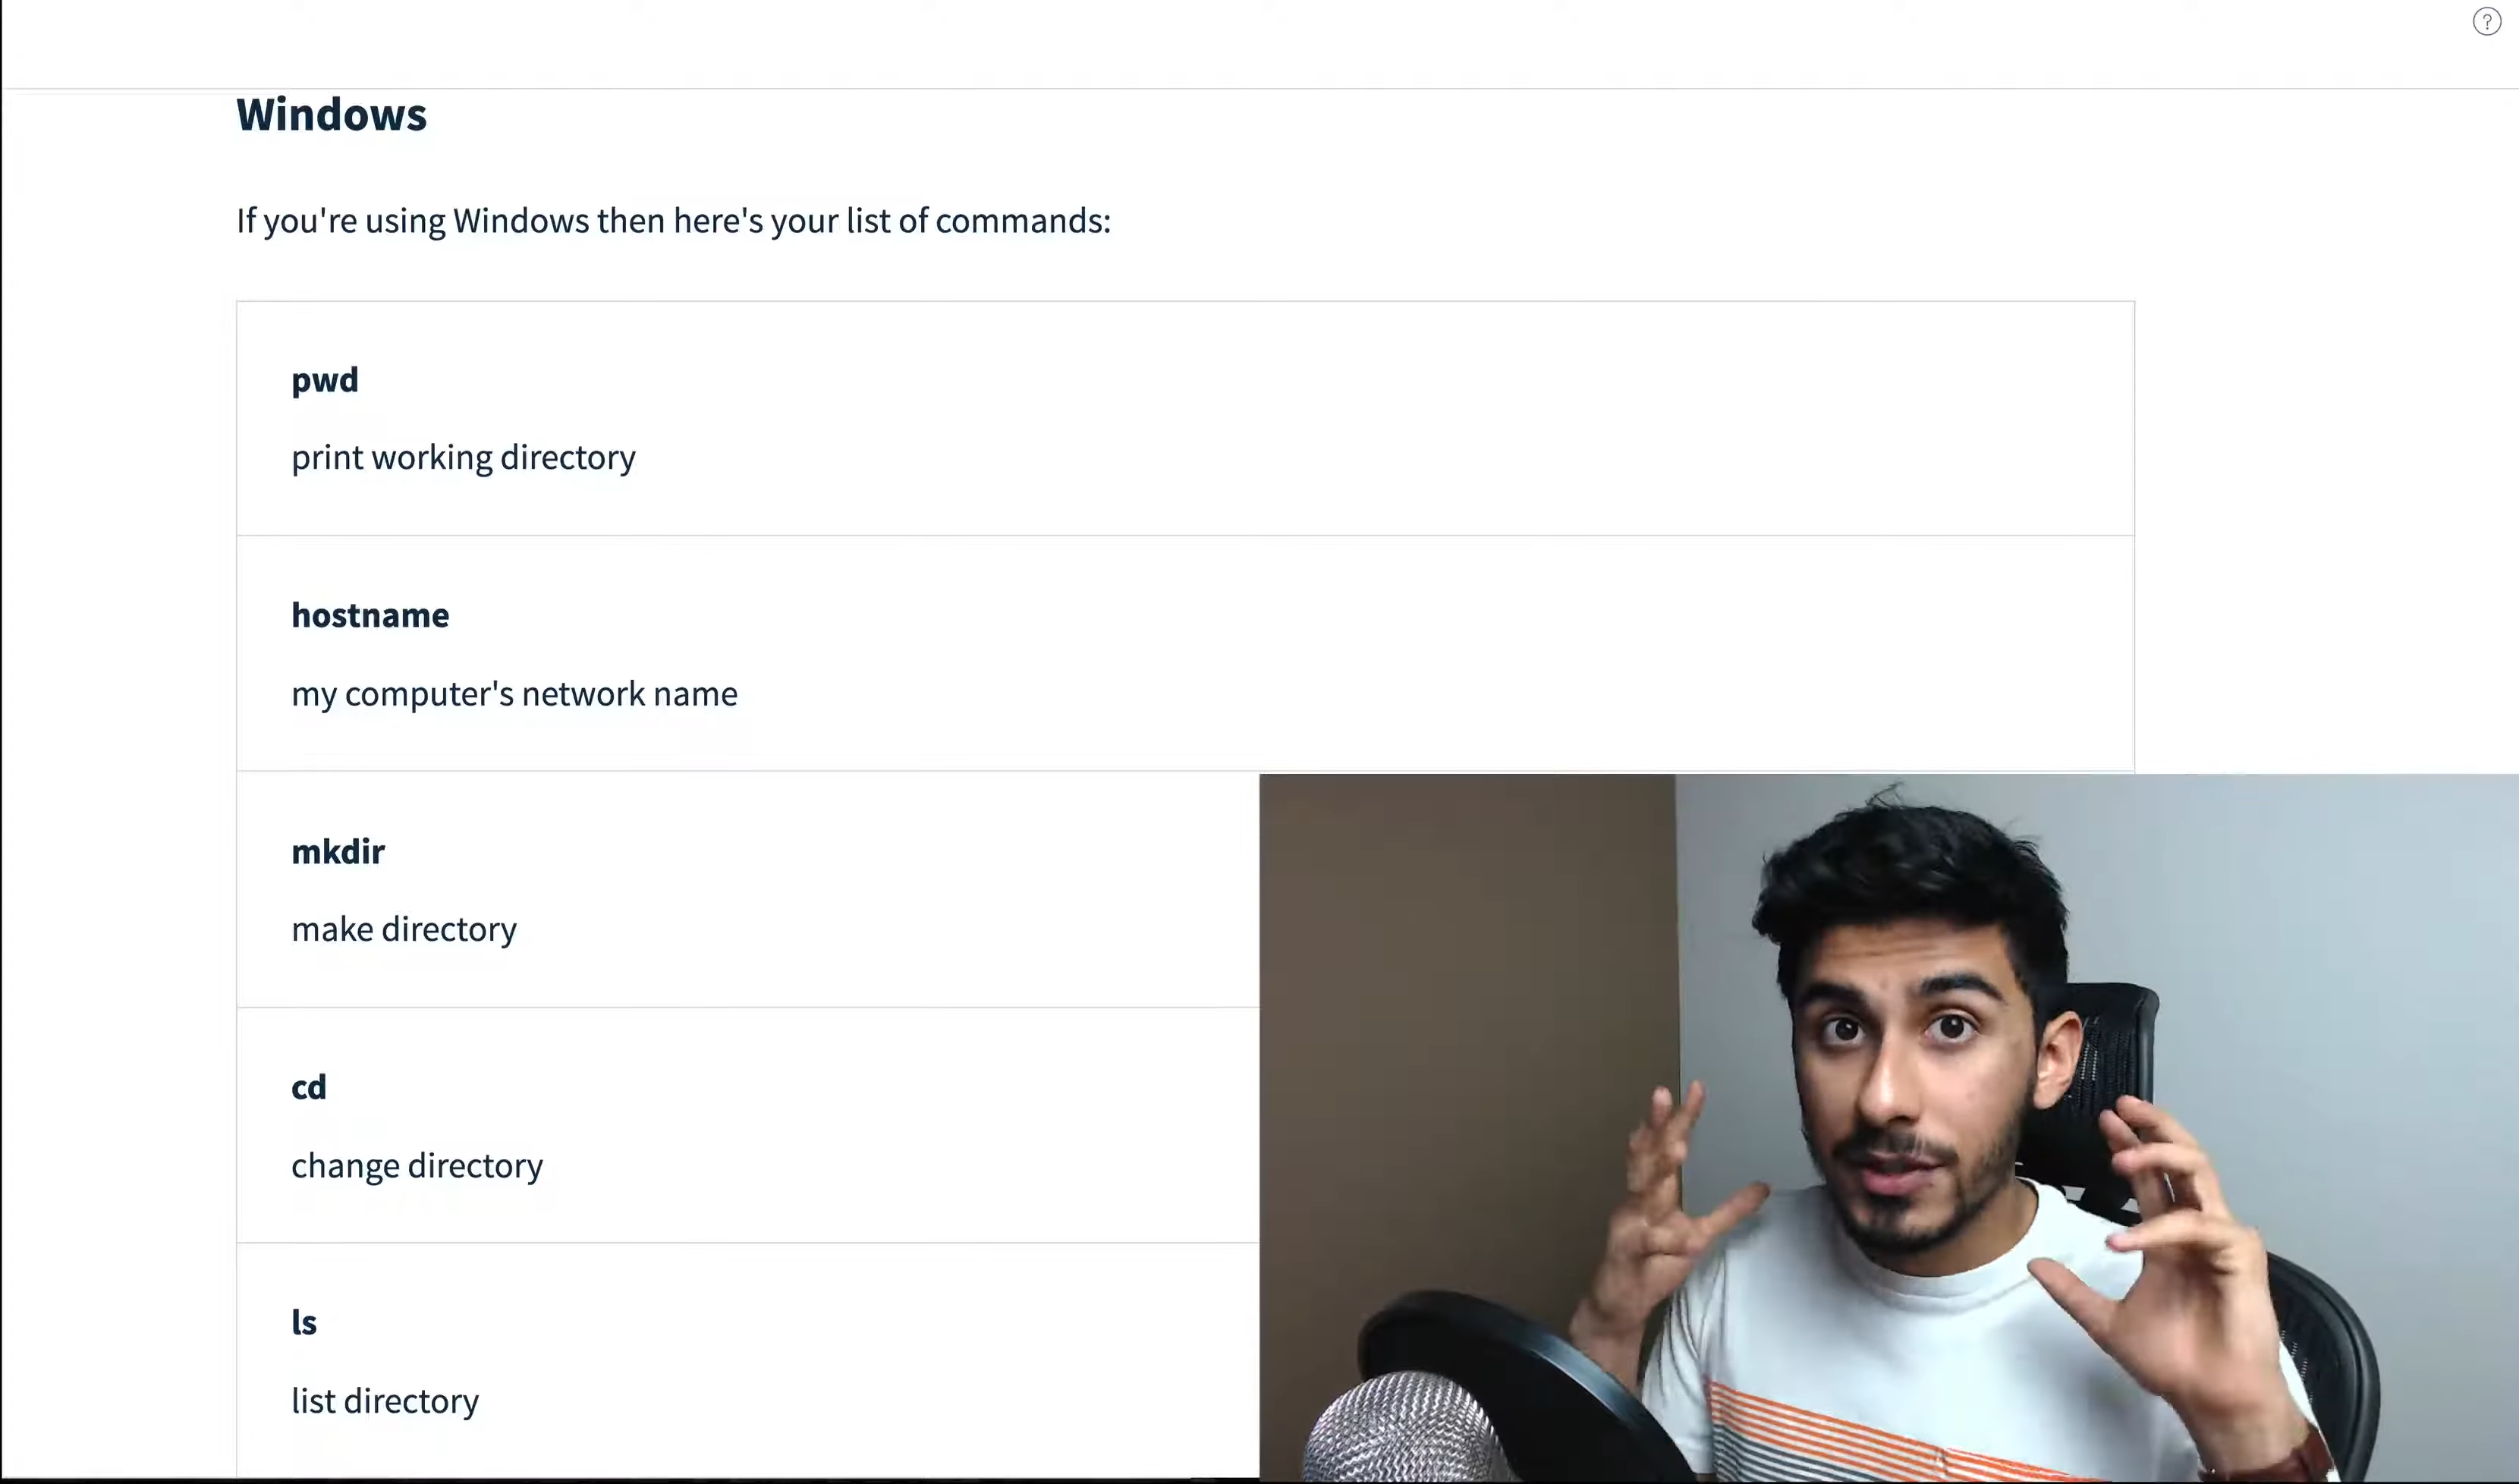 Windows
If you're using Windows then here's your list of commands:
pwd
print working directory
hostname
my computer's network name
mkdir
make directory
cd
change directory
ls
list directory
?